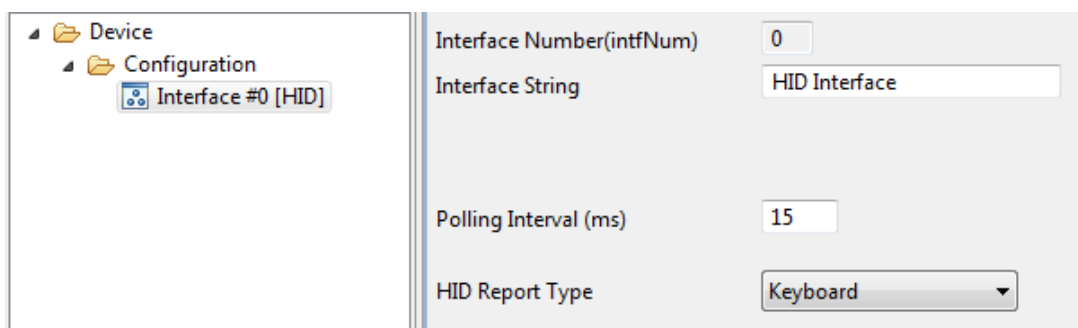 Device
Configuration
Interface #0 [HID]
Interface Number(intfNum) 0
Interface String HID Interface
Polling Interval (ms) 15
HID Report Type Keyboard